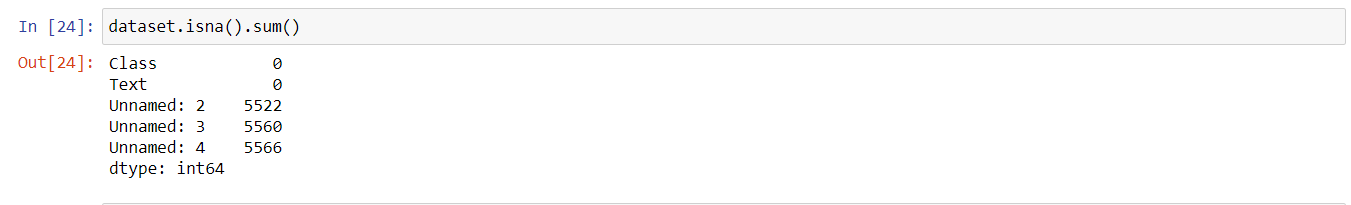 In [24]: dataset.isna().sum()
Out[24]: Class 0
Text 0
Unnamed: 2 5522
Unnamed: 3 5560
Unnamed: 4 5566
dtype: int64